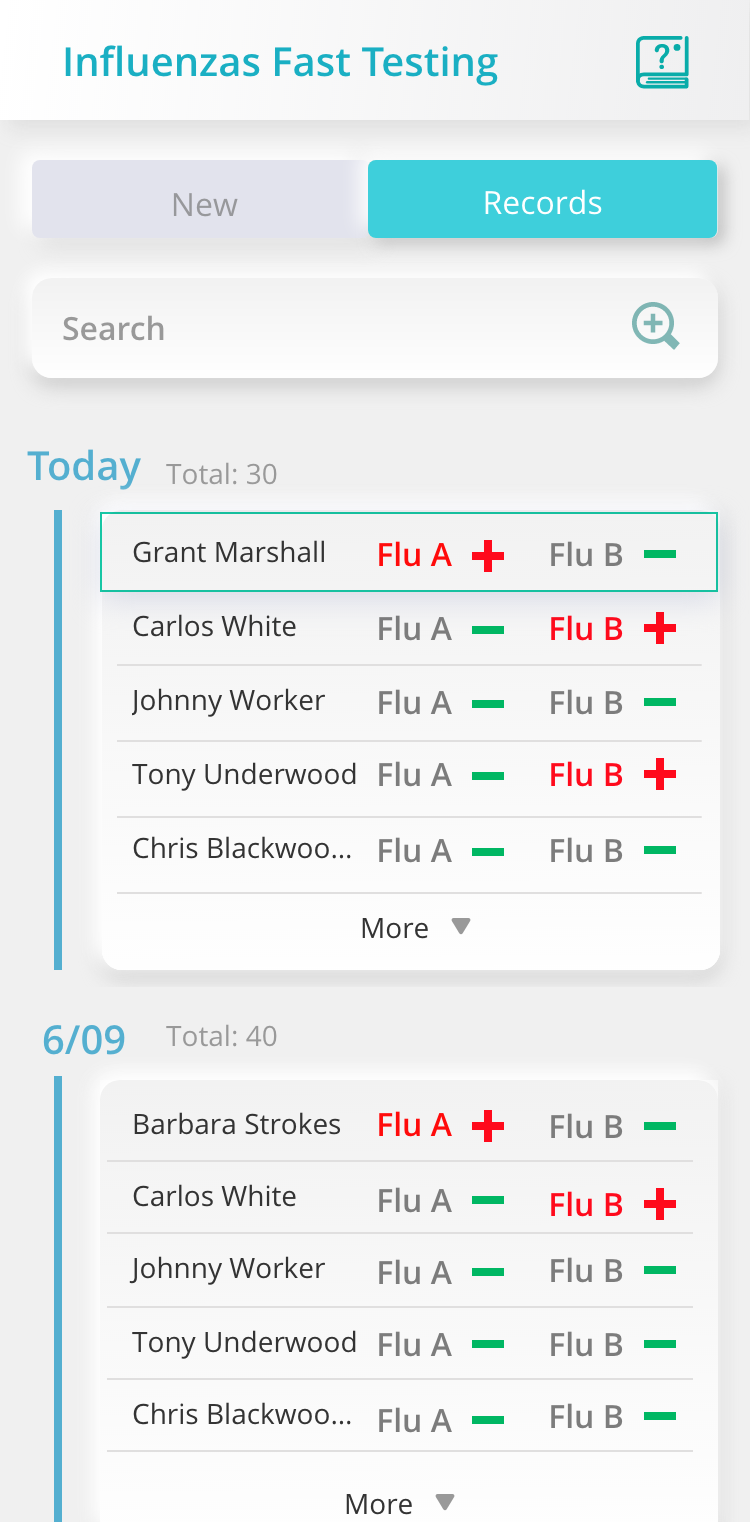 Influenzas Fast Testing
New Records
Search
Today Total: 30
Grant Marshall Flu A + Flu B −
Carlos White Flu A − Flu B +
Johnny Worker Flu A − Flu B −
Tony Underwood Flu A − Flu B +
Chris Blackwoo... Flu A − Flu B −
More
6/09 Total: 40
Barbara Strokes Flu A + Flu B −
Carlos White Flu A − Flu B +
Johnny Worker Flu A − Flu B −
Tony Underwood Flu A − Flu B −
Chris Blackwoo... Flu A − Flu B −
More